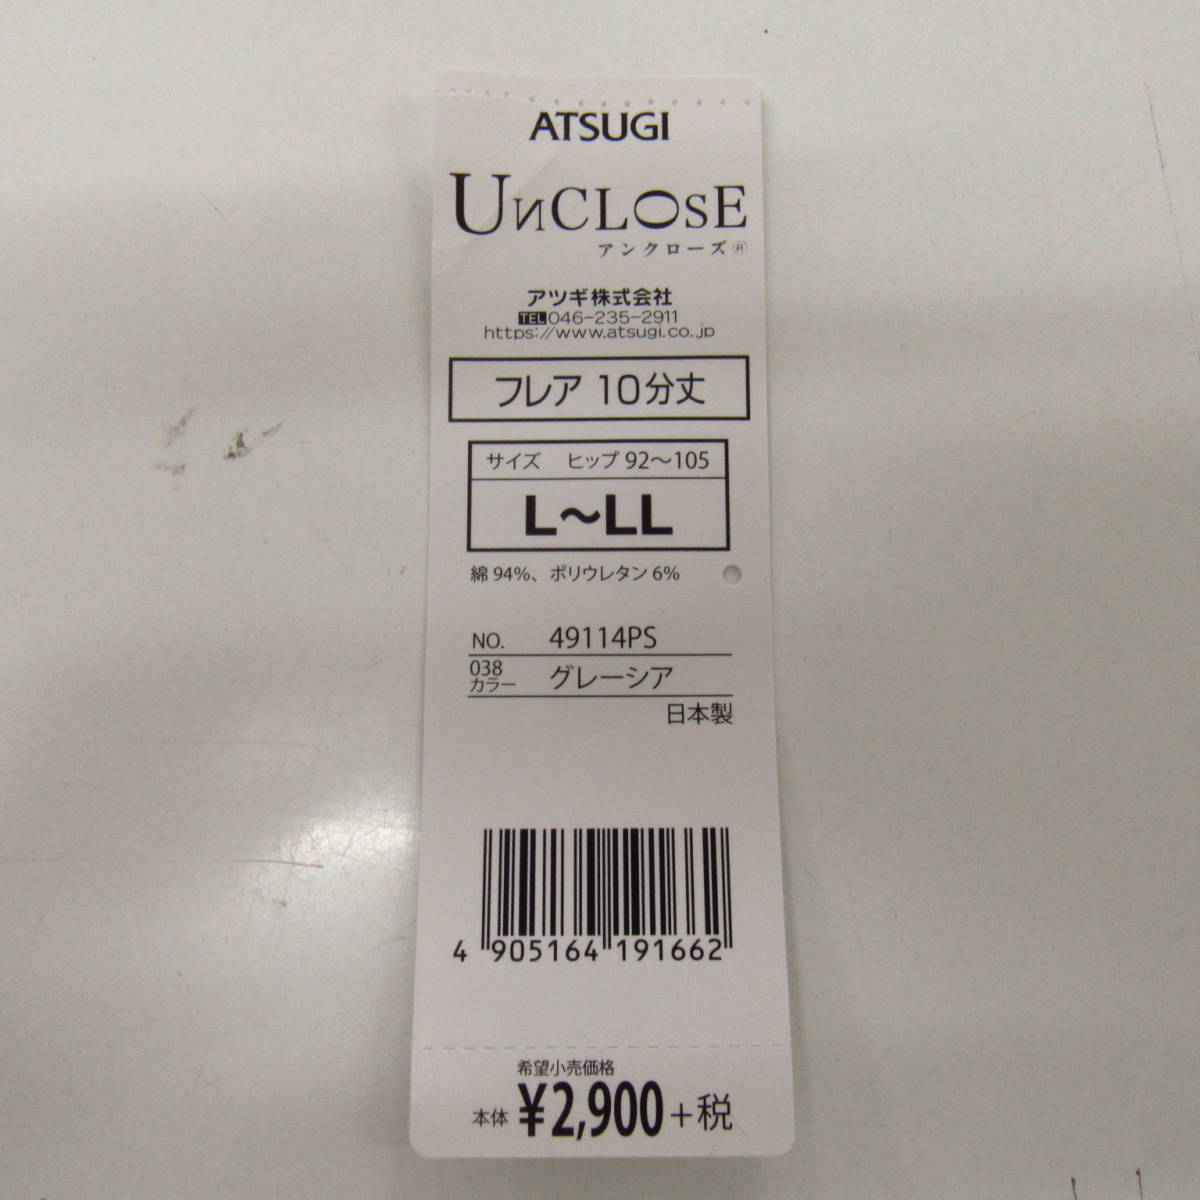 ATSUGI
UNCLOSE
アンクローズ®
アツギ株式会社
TEL 046-235-2911
https://www.atsugi.co.jp
フレア 10分丈
サイズ ヒップ 92〜105
L〜LL
綿 94%、ポリウレタン 6%
NO. 49114PS
038
カラー グレーシア
日本製
4 905164 191662
希望小売価格
本体 ¥2,900+税